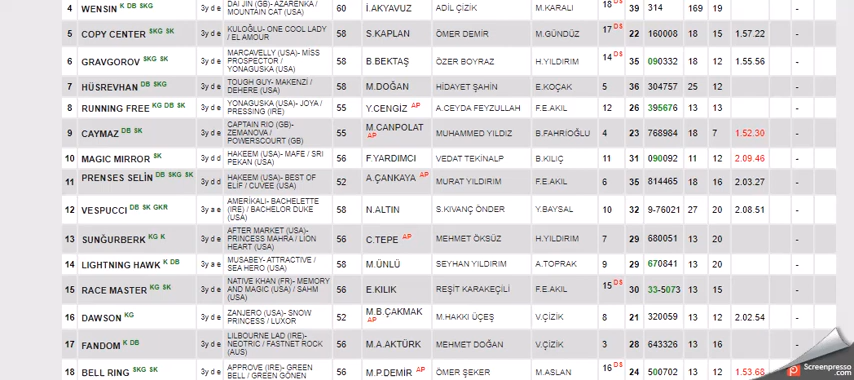 4 WENSIN K DB SKG 3y d e DAI JIN (GB)- AZARENKA / MOUNTAIN CAT (USA) 60 İ.AKYAVUZ ADİL ÇİZİK M.KARALI 18 DS 39 314 169 19 -
5 COPY CENTER SKG SK 3y d e KULOĞLU- ONE COOL LADY / EL AMOUR 58 S.KAPLAN ÖMER DEMİR M.GÜNDÜZ 17 DS 22 160008 18 15 1.57.22 -
6 GRAVGOROV SKG SK 3y d e MARCAVELLY (USA)- MİSS PROSPECTOR / YONAGUSKA (USA) 58 B.BEKTAŞ ÖZER BOYRAZ H.YILDIRIM 14 DS 35 090332 18 12 1.55.56 -
7 HÜSREVHAN DB SKG 3y d e TOUGH GUY- MAKENZİ / DEHERE (USA) 58 M.DOĞAN HİDAYET ŞAHİN E.KOÇAK 5 36 304757 25 12 -
8 RUNNING FREE KG DB SK 3y d e YONAGUSKA (USA)- JOYA / PRESSING (IRE) 55 Y.CENGİZ AP A.CEYDA FEYZULLAH F.E.AKIL 12 26 395676 13 13 -
9 CAYMAZ DB SK 3y d e CAPTAIN RIO (GB)- ZEMANOVA / POWERSCOURT (GB) 55 M.CANPOLAT AP MUHAMMED YILDIZ B.FAHRİOĞLU 4 23 768984 18 7 1.52.30 -
10 MAGIC MIRROR SK 3y d d HAKEEM (USA)- MAFE / SRI PEKAN (USA) 56 F.YARDIMCI VEDAT TEKİNALP B.KILIÇ 11 31 090092 11 12 2.09.46 -
11 PRENSES SELİN DB SKG SK 3y d d HAKEEM (USA)- BEST OF ELIF / CUVEE (USA) 52 A.ÇANKAYA AP MURAT YILDIRIM F.E.AKIL 6 35 814465 18 16 2.03.27 -
12 VESPUCCI DB SK GKR 3y a e AMERIKALI- BACHELETTE (IRE) / BACHELOR DUKE (USA) 58 N.ALTIN S.KIVANÇ ÖNDER Y.BAYSAL 10 32 9-76021 27 20 2.08.51 -
13 SUNĞURBERK KG K 3y d e AFTER MARKET (USA)- PRINCESS MAHRA / LION HEART (USA) 56 C.TEPE AP MEHMET ÖKSÜZ H.YILDIRIM 7 29 680051 13 20 -
14 LIGHTNING HAWK K DB 3y a e MUSABEY- ATTRACTIVE / SEA HERO (USA) 58 M.ÜNLÜ SEYHAN YILDIRIM A.TOPRAK 9 29 670841 13 20 -
15 RACE MASTER KG SK 3y d e NATIVE KHAN (FR)- MEMORY AND MAGIC (USA) / SAHM (USA) 56 E.KILIK REŞİT KARAKEÇİLİ F.E.AKIL 15 DS 30 33-5073 13 15 -
16 DAWSON KG 3y d e ZANJERO (USA)- SNOW PRINCESS / LUXOR 52 M.B.ÇAKMAK AP M.HAKKI ÜÇEŞ V.ÇİZİK 8 21 320059 13 12 2.02.54 -
17 FANDOM K DB 3y d e LILBOURNE LAD (IRE)- NEOTRIC / FASTNET ROCK (AUS) 56 M.A.AKTÜRK MEHMET DOĞAN V.ÇİZİK 3 28 643326 13 16 -
18 BELL RING SKG SK 3y d e APPROVE (IRE)- GREEN BELL / GREEN GÖNEN 56 M.P.DEMİR AP ÖMER ŞEKER M.ASLAN 16 DS 24 500702 13 1.53.68 -
Screenpresso.com